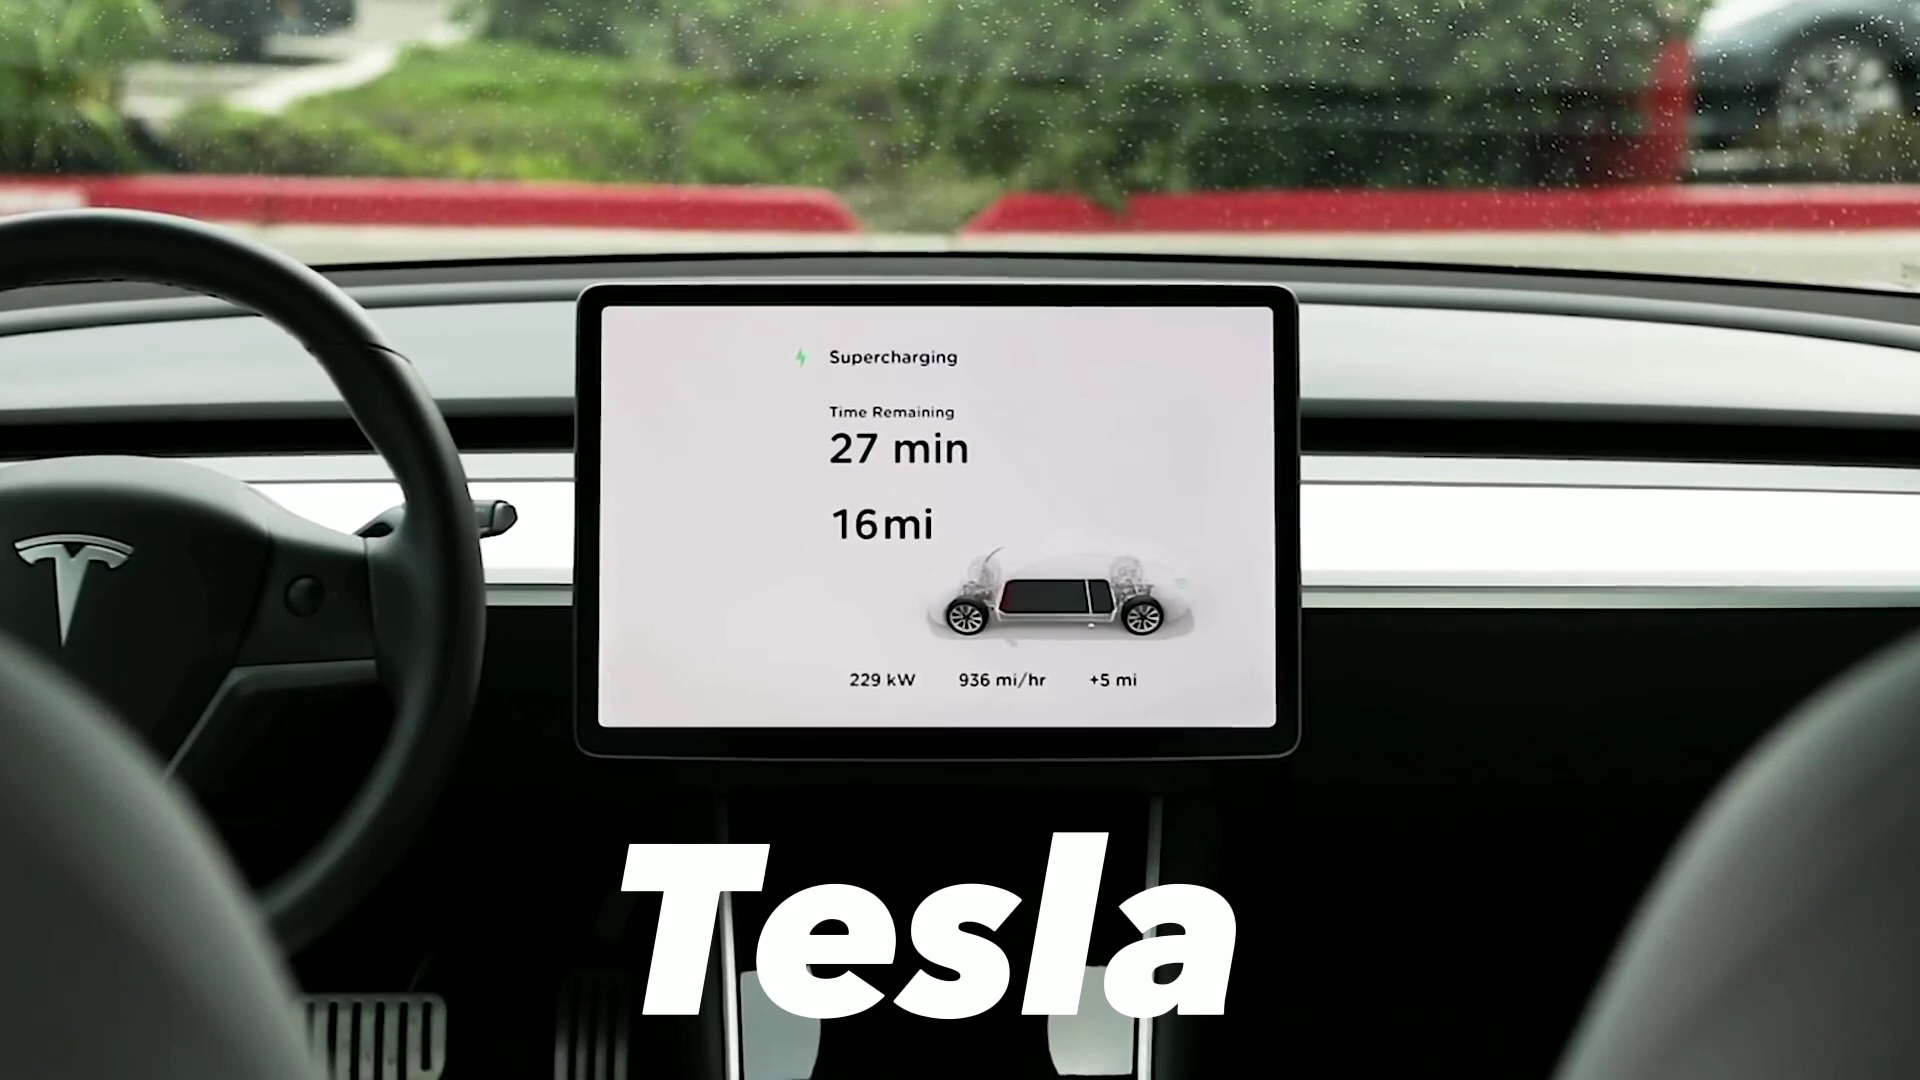 Supercharging
Time Remaining
27 min
16mi
229 kW 936 mi/hr +5 mi
Tesla